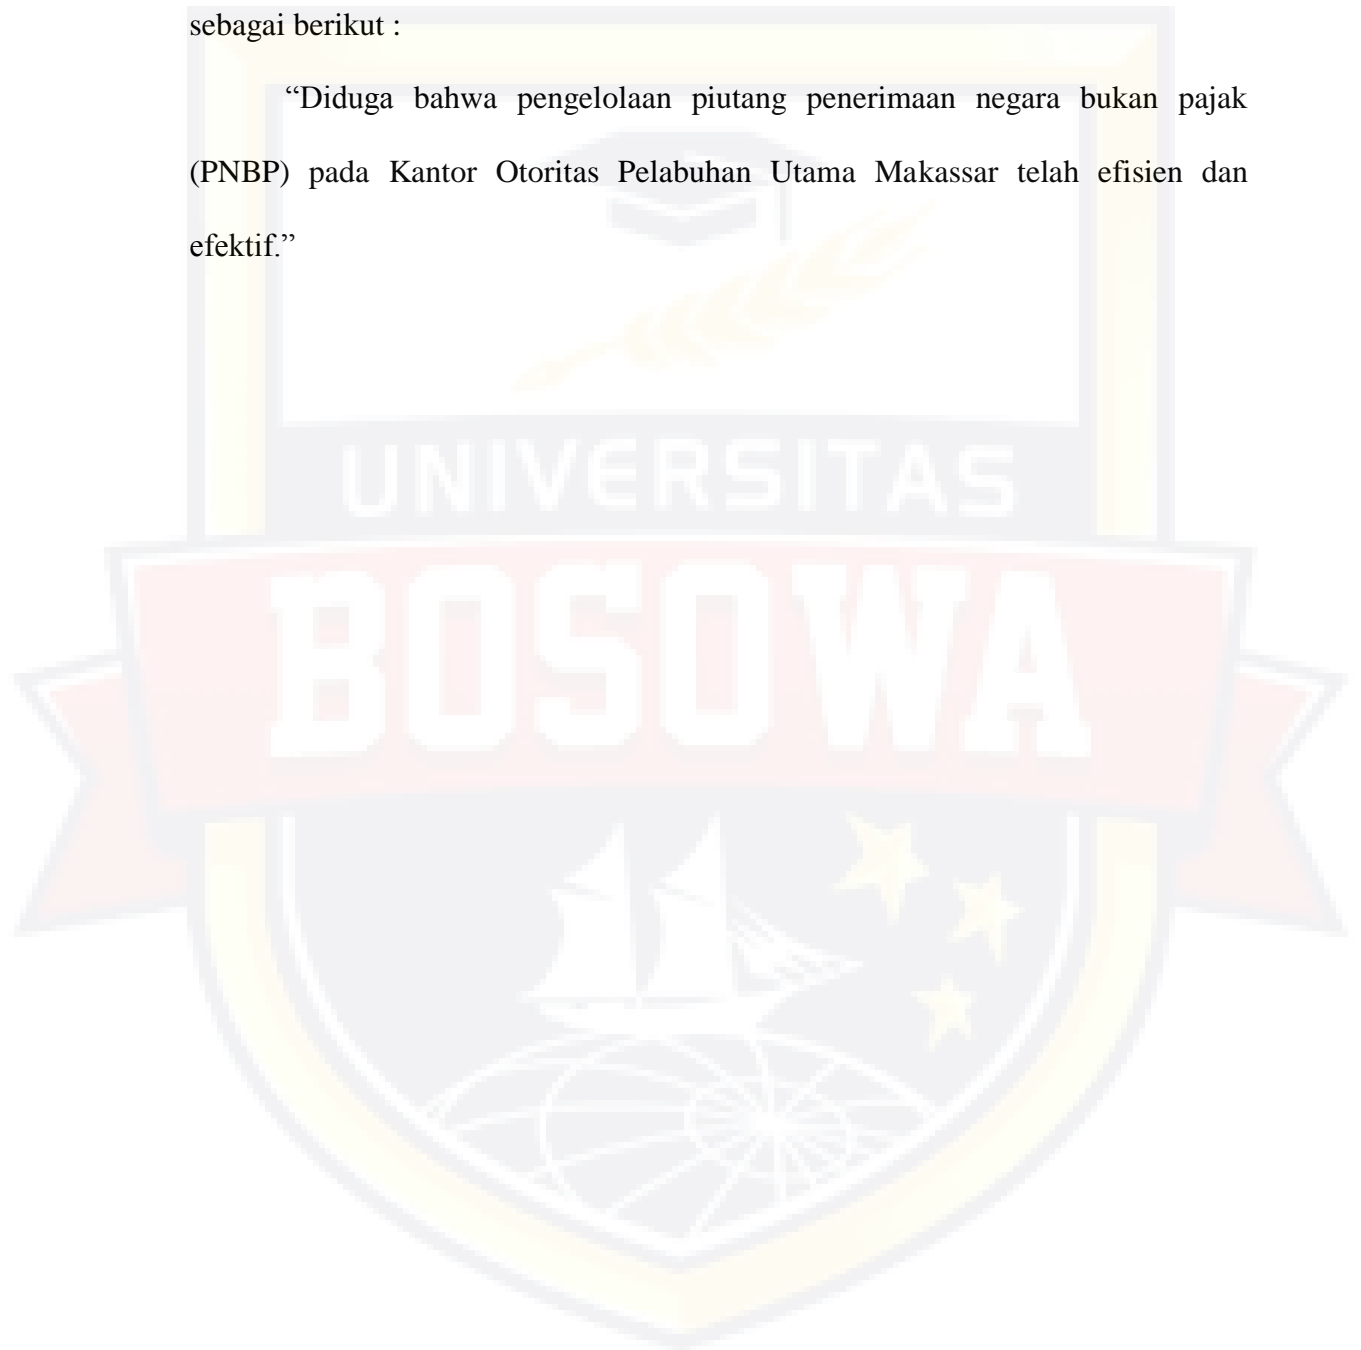 sebagai berikut :
“Diduga bahwa pengelolaan piutang penerimaan negara bukan pajak
(PNBP) pada Kantor Otoritas Pelabuhan Utama Makassar telah efisien dan
efektif.”
UNIVERSITAS
BOSOWA